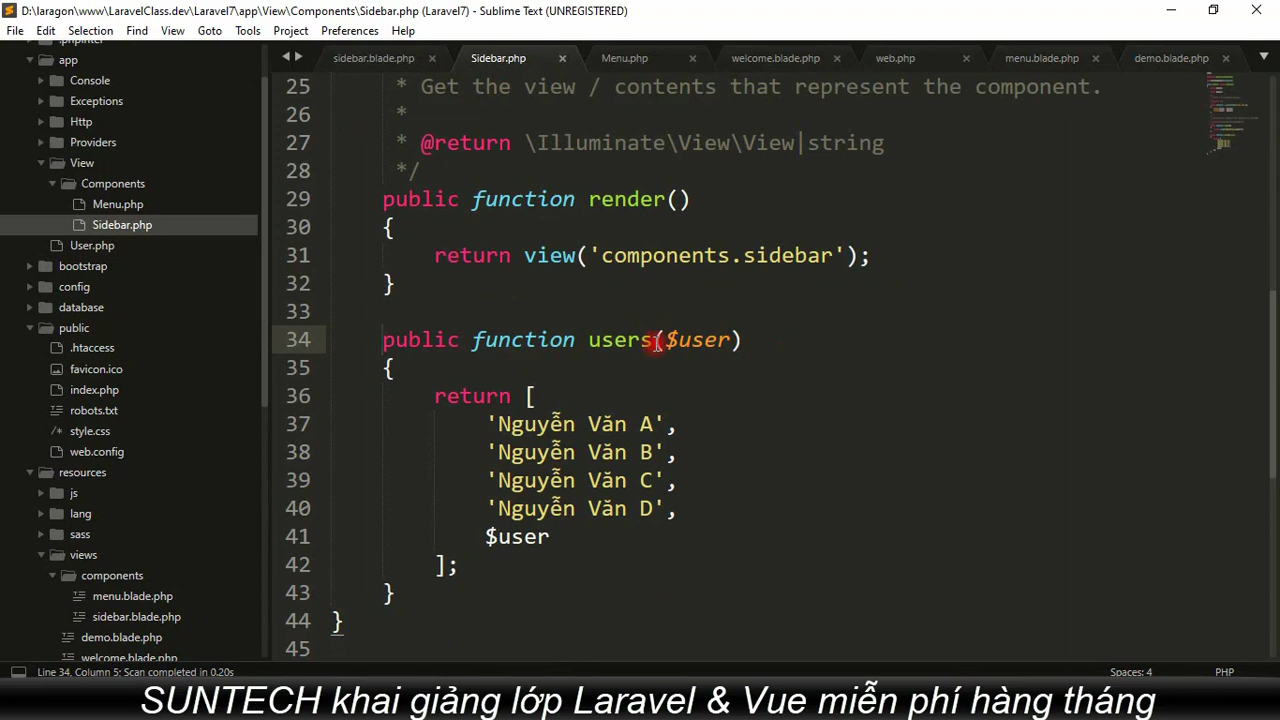 D:\laragon\www\LaravelClass.dev\Laravel7\app\View\Components\Sidebar.php (Laravel7) - Sublime Text (UNREGISTERED)
File Edit Selection Find View Goto Tools Project Preferences Help
sidebar.blade.php Sidebar.php Menu.php welcome.blade.php web.php menu.blade.php demo.blade.php
app
Console
Exceptions
Http
Providers
View
Components
Menu.php
Sidebar.php
User.php
bootstrap
config
database
public
.htaccess
favicon.ico
index.php
robots.txt
style.css
web.config
resources
js
lang
sass
views
components
menu.blade.php
sidebar.blade.php
demo.blade.php
welcome.blade.php
25 * Get the view / contents that represent the component.
26 *
27 * @return \Illuminate\View\View|string
28 */
29 public function render()
30 {
31 return view('components.sidebar');
32 }
33
34 public function users($user)
35 {
36 return [
37 'Nguyễn Văn A',
38 'Nguyễn Văn B',
39 'Nguyễn Văn C',
40 'Nguyễn Văn D',
41 $user
42 ];
43 }
44 }
45
Line 34, Column 5; Scan completed in 0.20s Spaces: 4 PHP
SUNTECH khai giảng lớp Laravel & Vue miễn phí hàng tháng